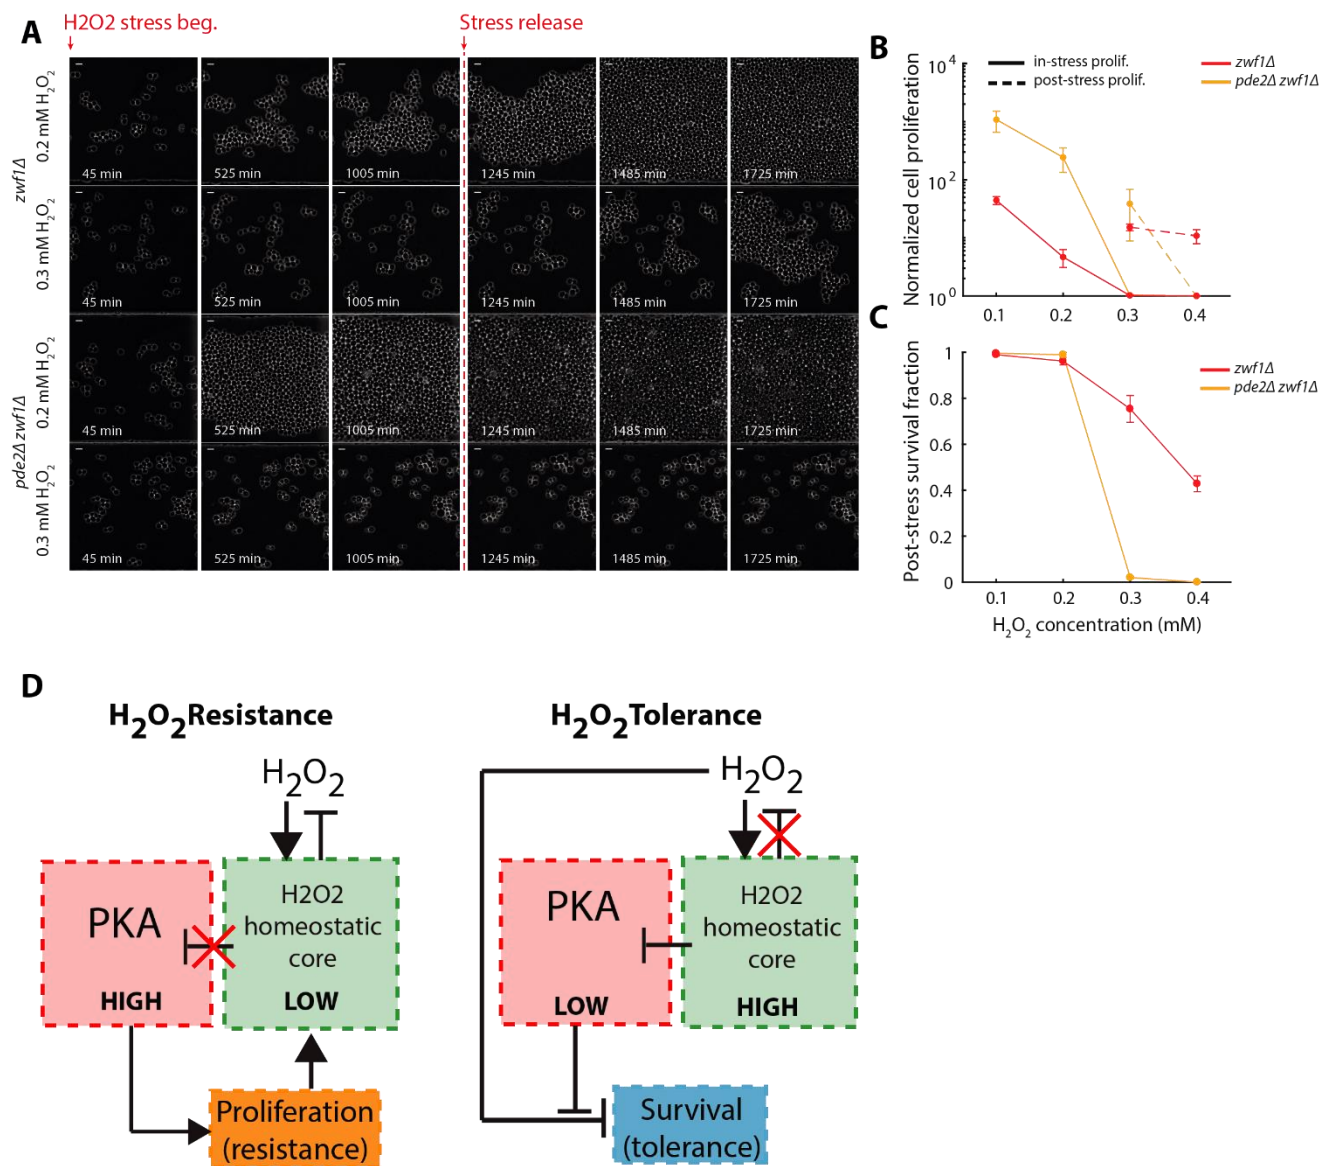 A
H2O2 stress beg.
Stress release
zwf1Δ
0.2 mM H2O2
45 min
525 min
1005 min
1245 min
1485 min
1725 min
0.3 mM H2O2
45 min
525 min
1005 min
1245 min
1485 min
1725 min
pde2Δ zwf1Δ
0.2 mM H2O2
45 min
525 min
1005 min
1245 min
1485 min
1725 min
0.3 mM H2O2
45 min
525 min
1005 min
1245 min
1485 min
1725 min
B
in-stress prolif.
post-stress prolif.
zwf1Δ
pde2Δ zwf1Δ
Normalized cell proliferation
10^4
10^2
10^0
0.1 0.2 0.3 0.4
C
zwf1Δ
pde2Δ zwf1Δ
Post-stress survival fraction
1
0.8
0.6
0.4
0.2
0
0.1 0.2 0.3 0.4
H2O2 concentration (mM)
D
H2O2 Resistance
H2O2
PKA
HIGH
H2O2
homeostatic
core
LOW
Proliferation
(resistance)
H2O2 Tolerance
H2O2
PKA
LOW
H2O2
homeostatic
core
HIGH
Survival
(tolerance)